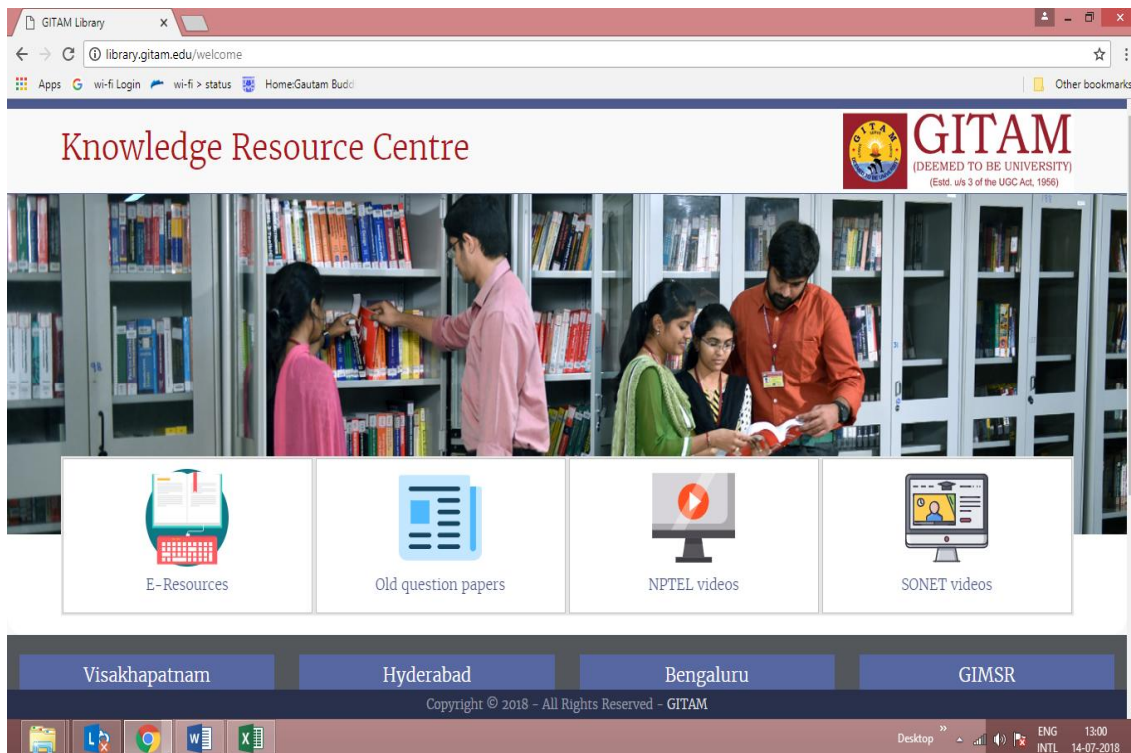 GITAM Library
library.gitam.edu/welcome
Apps
wi-fi Login
wi-fi > status
Home:Gautam Budd
Other bookmarks
Knowledge Resource Centre
GITAM
(DEEMED TO BE UNIVERSITY)
(Estd. u/s 3 of the UGC Act, 1956)
E-Resources
Old question papers
NPTEL videos
SONET videos
Visakhapatnam
Hyderabad
Bengaluru
GIMSR
Copyright © 2018 - All Rights Reserved - GITAM
Desktop
ENG
INTL
13:00
14-07-2018